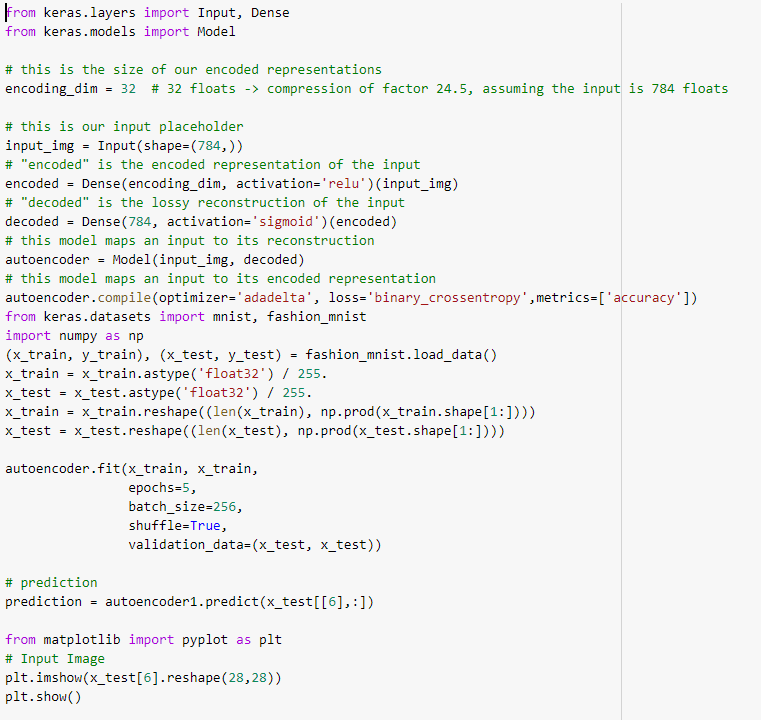 from keras.layers import Input, Dense
from keras.models import Model
# this is the size of our encoded representations
encoding_dim = 32  # 32 floats -> compression of factor 24.5, assuming the input is 784 floats
# this is our input placeholder
input_img = Input(shape=(784,))
# "encoded" is the encoded representation of the input
encoded = Dense(encoding_dim, activation='relu')(input_img)
# "decoded" is the lossy reconstruction of the input
decoded = Dense(784, activation='sigmoid')(encoded)
# this model maps an input to its reconstruction
autoencoder = Model(input_img, decoded)
# this model maps an input to its encoded representation
autoencoder.compile(optimizer='adadelta', loss='binary_crossentropy',metrics=['accuracy'])
from keras.datasets import mnist, fashion_mnist
import numpy as np
(x_train, y_train), (x_test, y_test) = fashion_mnist.load_data()
x_train = x_train.astype('float32') / 255.
x_test = x_test.astype('float32') / 255.
x_train = x_train.reshape((len(x_train), np.prod(x_train.shape[1:])))
x_test = x_test.reshape((len(x_test), np.prod(x_test.shape[1:])))
autoencoder.fit(x_train, x_train,
                epochs=5,
                batch_size=256,
                shuffle=True,
                validation_data=(x_test, x_test))
# prediction
prediction = autoencoder1.predict(x_test[[6],:])
from matplotlib import pyplot as plt
# Input Image
plt.imshow(x_test[6].reshape(28,28))
plt.show()